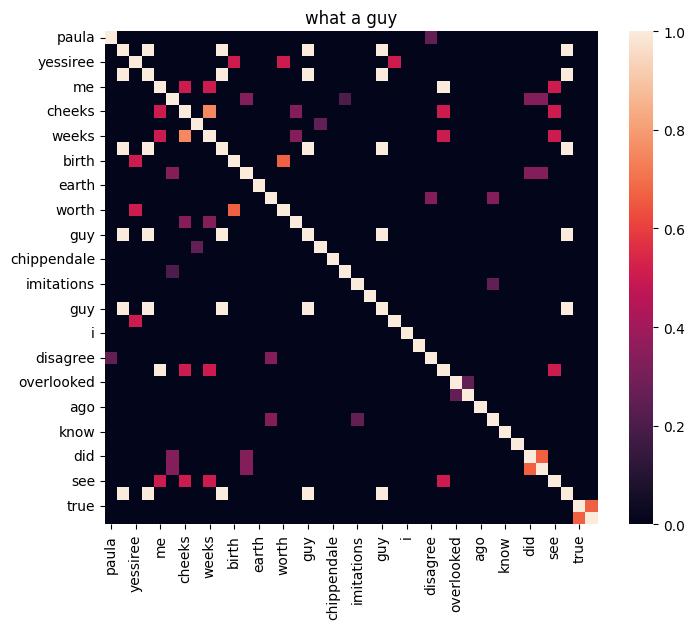 what a guy
paula
yessiree
me
cheeks
weeks
birth
earth
worth
guy
chippendale
imitations
guy
i
disagree
overlooked
ago
know
did
see
true
paula
yessiree
me
cheeks
weeks
birth
earth
worth
guy
chippendale
imitations
guy
i
disagree
overlooked
ago
know
did
see
true
1.0
0.8
0.6
0.4
0.2
0.0